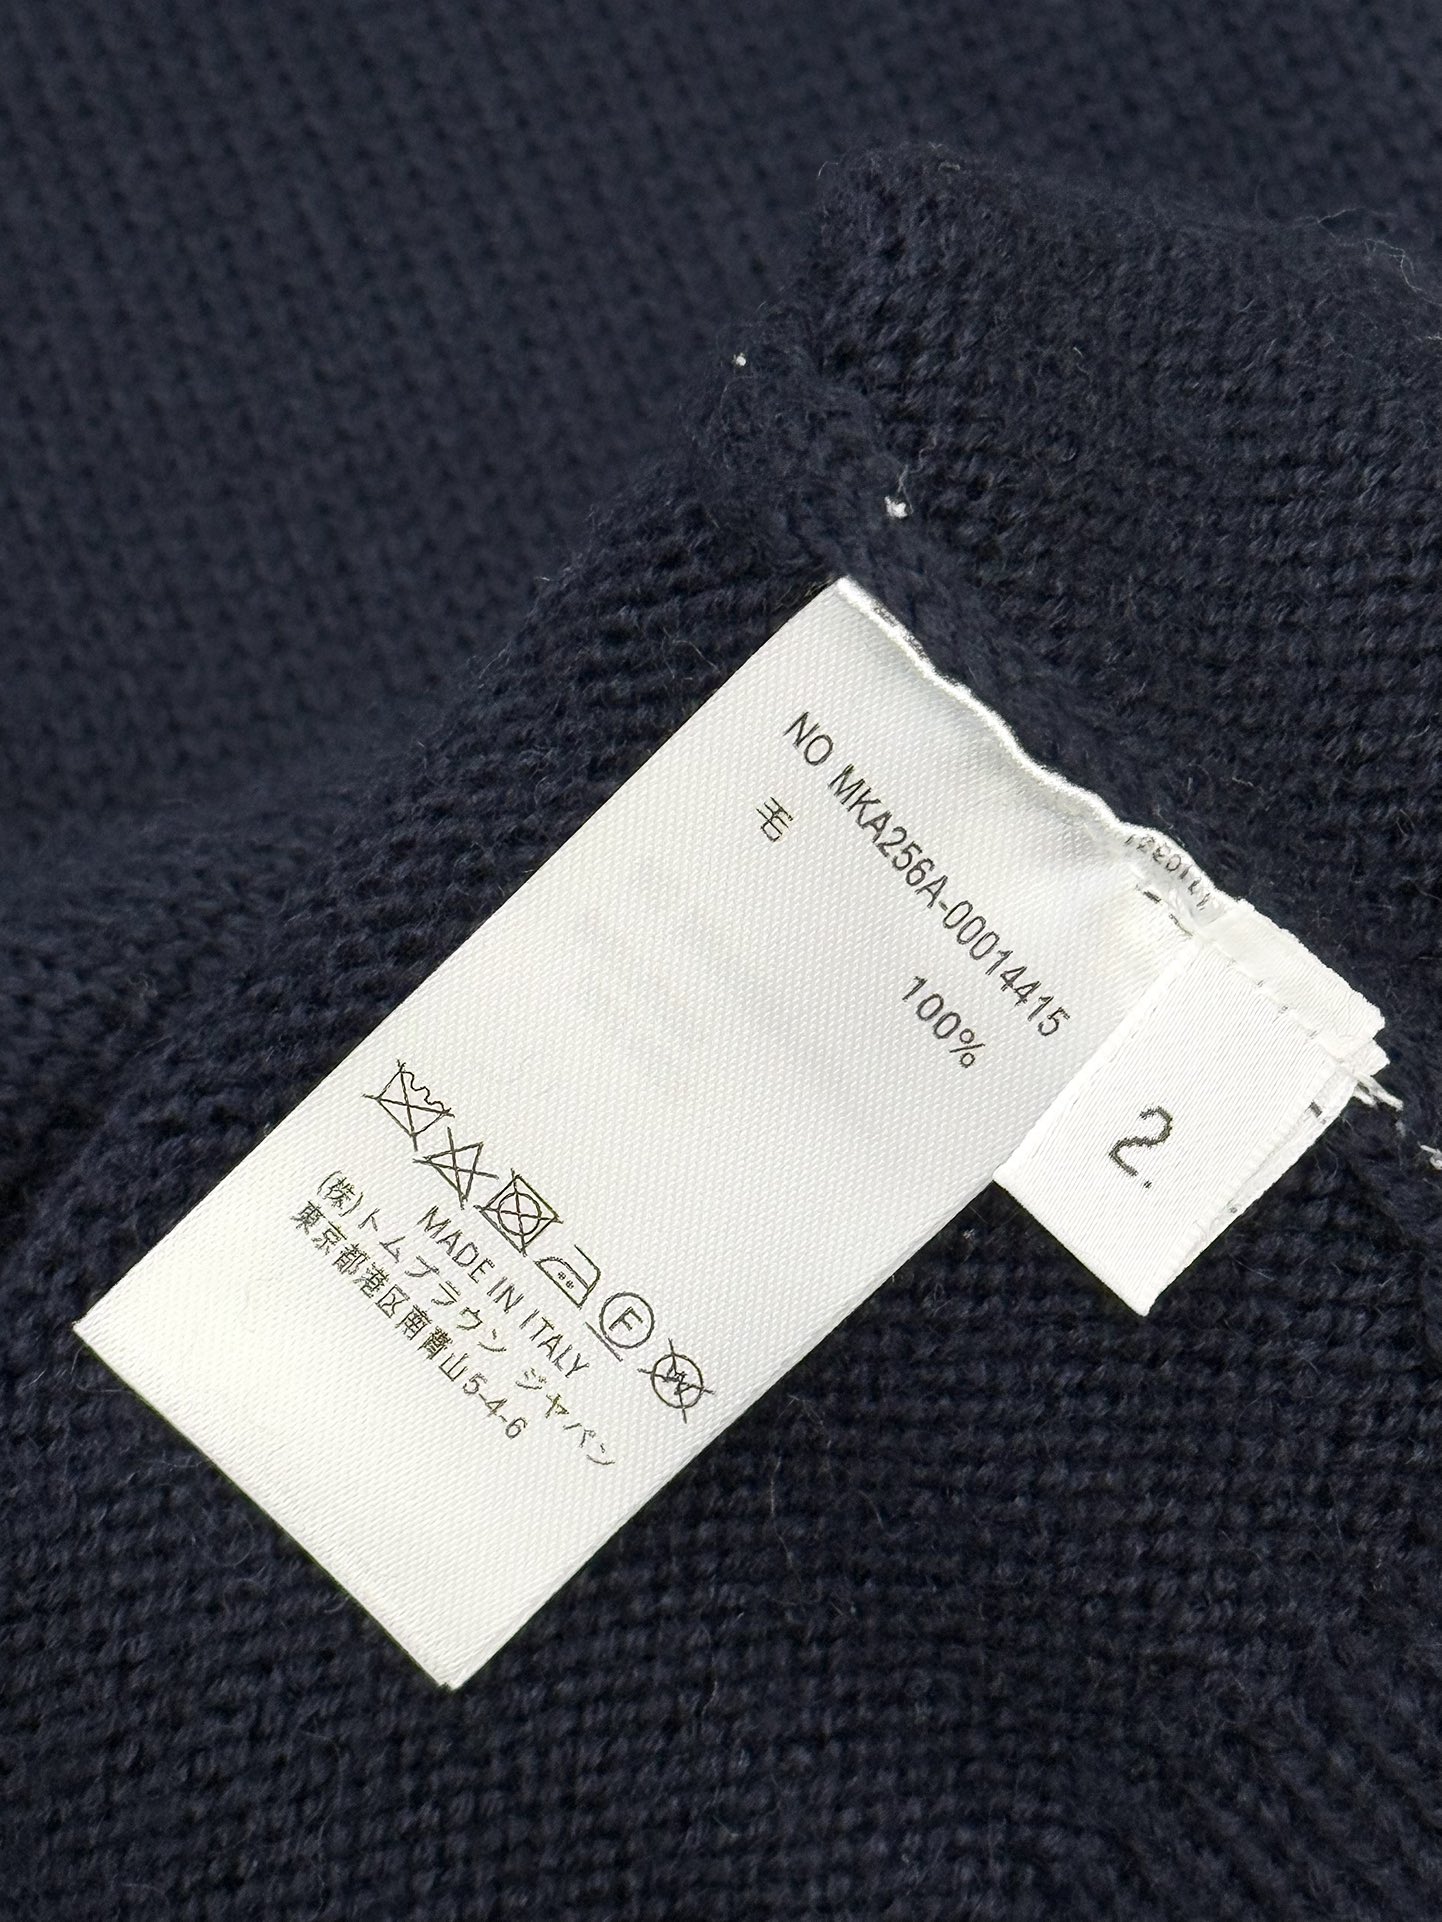 NO MKA256A-00014415
毛 100%
F
W
MADE IN ITALY
(株)トムブラウン ジャパン
東京都港区南青山5-4-6
2.